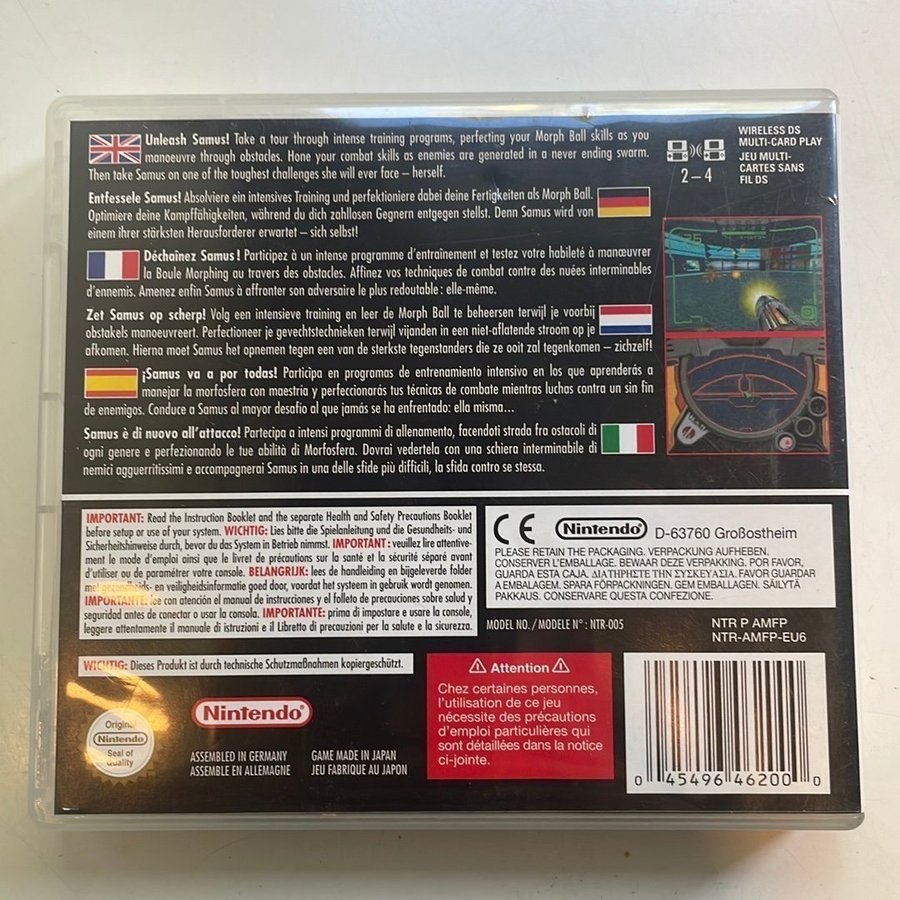 Unleash Samus! Take a tour through intense training programs, perfecting your Morph Ball skills as you
manoeuvre through obstacles. Hone your combat skills as enemies are generated in a never ending swarm.
Then take Samus on one of the toughest challenges she will ever face – herself.
Entfessele Samus! Absolviere ein intensives Training und perfektioniere dabei deine Fertigkeiten als Morph Ball.
Optimiere deine Kampffähigkeiten, während du dich zahllosen Gegnern entgegen stellst. Denn Samus wird von
einem ihrer stärksten Herausforderer erwartet – sich selbst!
Déchaînez Samus ! Participez à un intense programme d'entraînement et testez votre habileté à manœuvrer
la Boule Morphing au travers des obstacles. Affinez vos techniques de combat contre des nuées interminables
d'ennemis. Amenez enfin Samus à affronter son adversaire le plus redoutable : elle-même.
Zet Samus op scherp! Volg een intensieve training en leer de Morph Ball te beheersen terwijl je voorbij
obstakels manoeuvreert. Perfectioneer je gevechtstechnieken terwijl vijanden in een niet-aflatende stroom op je
afkomen. Hierna moet Samus het opnemen tegen een van de sterkste tegenstanders die ze ooit zal tegenkomen – zichzelf!
¡Samus va a por todas! Participa en programas de entrenamiento intensivo en los que aprenderás a
manejar la morfosfera con maestría y perfeccionarás tus técnicas de combate mientras luchas contra un sin fin
de enemigos. Conduce a Samus al mayor desafío al que jamás se ha enfrentado: ella misma...
Samus è di nuovo all'attacco! Partecipa a intensi programmi di allenamento, facendoti strada fra ostacoli di
ogni genere e perfezionando le tue abilità di Morfosfera. Dovrai vedertela con una schiera interminabile di
nemici agguerritissimi e accompagnerai Samus in una delle sfide più difficili, la sfida contro se stessa.
WIRELESS DS
MULTI-CARD PLAY
JEU MULTI-
CARTES SANS
FIL DS
2–4
IMPORTANT: Read the Instruction Booklet and the separate Health and Safety Precautions Booklet
before setup or use of your system. WICHTIG: Lies bitte die Spielanleitung und die Gesundheits- und
Sicherheitshinweise durch, bevor du das System in Betrieb nimmst. IMPORTANT : veuillez lire attentive-
ment le mode d'emploi ainsi que le livret de précautions sur la santé et la sécurité séparé avant
d'utiliser ou de paramétrer votre console. BELANGRIJK: lees de handleiding en bijgeleverde folder
met gezondheids- en veiligheidsinformatie goed door, voordat het systeem in gebruik wordt genomen.
IMPORTANTE: lee con atención el manual de instrucciones y el folleto de precauciones sobre salud y
seguridad antes de conectar o usar la consola. IMPORTANTE: prima di impostare e usare la console,
leggere attentamente il manuale di istruzioni e il Libretto di precauzioni per la salute e la sicurezza.
CE Nintendo® D-63760 Großostheim
PLEASE RETAIN THE PACKAGING. VERPACKUNG AUFHEBEN.
CONSERVER L'EMBALLAGE. BEWAAR DEZE VERPAKKING. POR FAVOR,
GUARDA ESTA CAJA. ΔΙΑΤΗΡΗΣΤΕ ΤΗΝ ΣΥΣΚΕΥΑΣΙΑ. FAVOR GUARDAR
A EMBALAGEM. SPARA FÖRPACKNINGEN. GEM EMBALLAGEN. SÄILYTÄ
PAKKAUS. CONSERVARE QUESTA CONFEZIONE.
MODEL NO./ MODELE N° : NTR-005
NTR P AMFP
NTR-AMFP-EU6
WICHTIG: Dieses Produkt ist durch technische Schutzmaßnahmen kopiergeschützt.
Original
Nintendo
Seal of
Quality
Nintendo®
ASSEMBLED IN GERMANY
ASSEMBLE EN ALLEMAGNE
GAME MADE IN JAPAN
JEU FABRIQUE AU JAPON
⚠ Attention ⚠
Chez certaines personnes,
l'utilisation de ce jeu
nécessite des précautions
d'emploi particulières qui
sont détaillées dans la notice
ci-jointe.
0 45496 46200 0